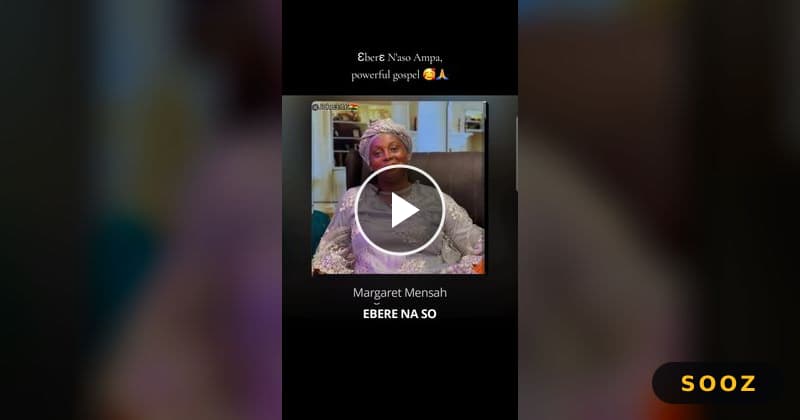 Ɛberɛ N'aso Ampa,
powerful gospel 🥰🙏
Margaret Mensah
EBERE NA SO
SOOZ